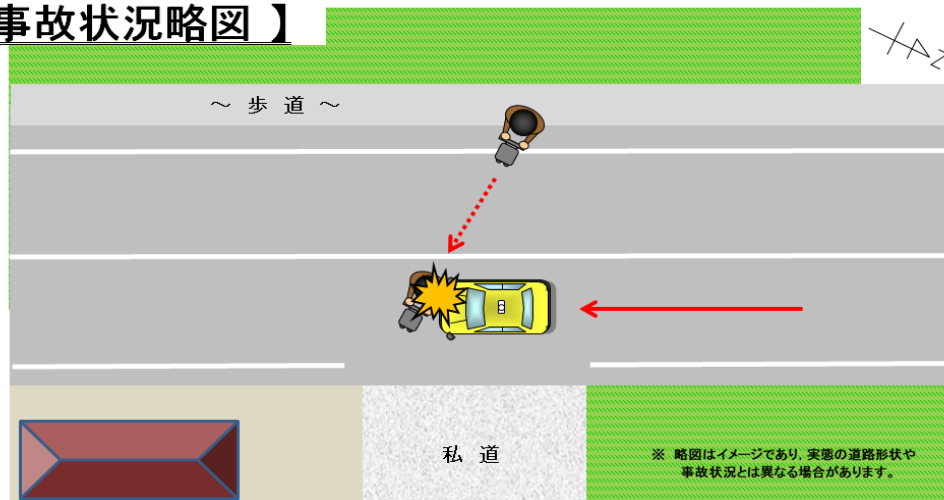 事故状況略図 】
～ 歩 道 ～
私 道
※ 略図はイメージであり、実態の道路形状や
事故状況とは異なる場合があります。